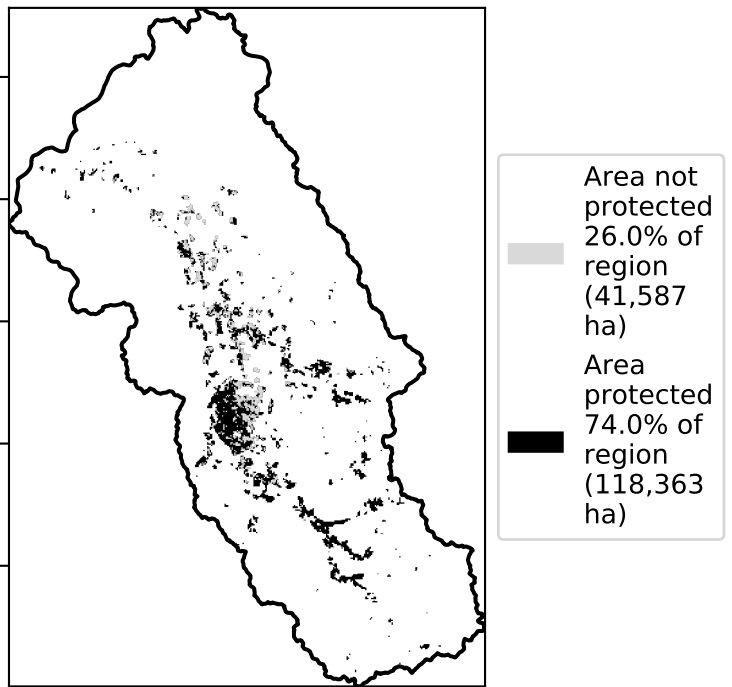 Area not
protected
26.0% of
region
(41,587
ha)
Area
protected
74.0% of
region
(118,363
ha)